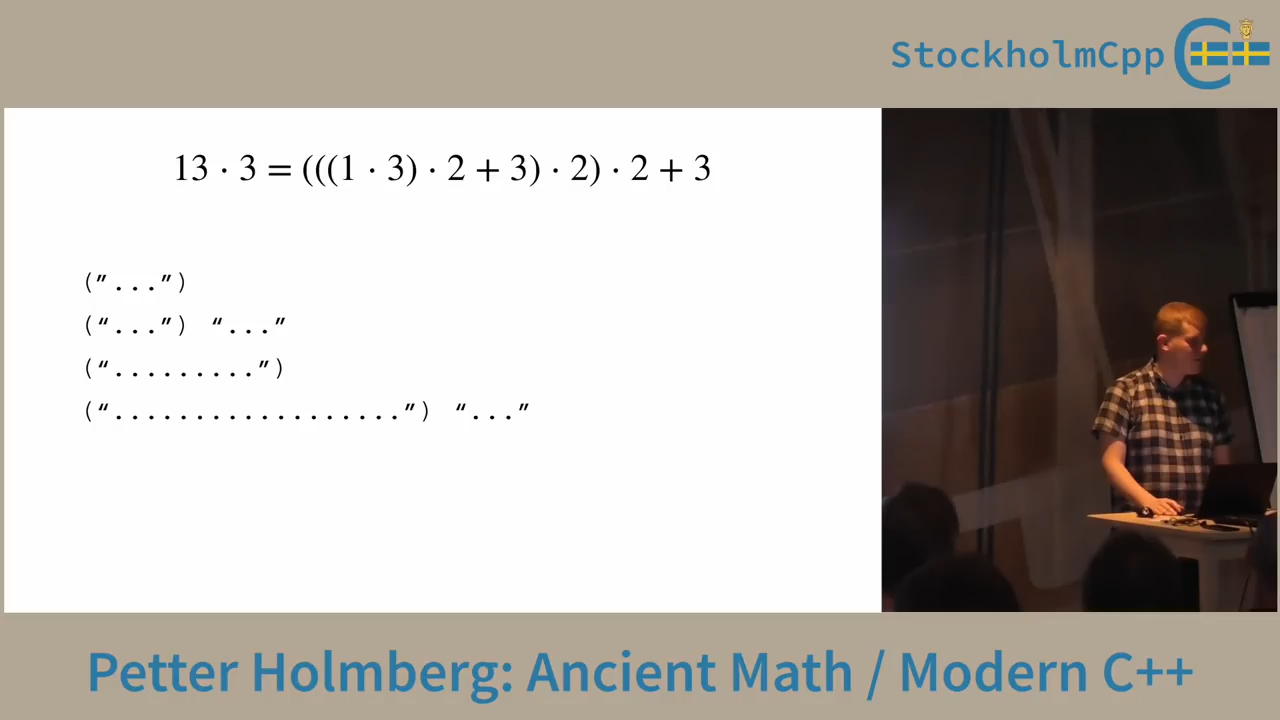 StockholmCpp
13 · 3 = (((1 · 3) · 2 + 3) · 2) · 2 + 3
(”...”)
(“...”) “...”
(“.........”)
(“..................”) “...”
Petter Holmberg: Ancient Math / Modern C++